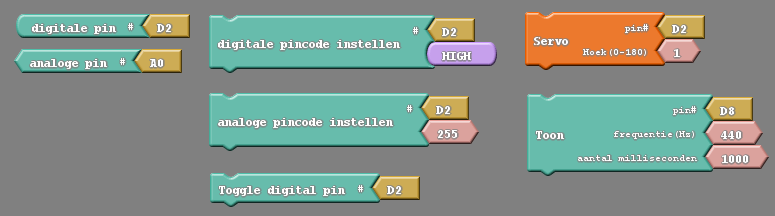 digitale pin # D2
analoge pin # A0
digitale pincode instellen # D2
HIGH
analoge pincode instellen # D2
255
Toggle digital pin # D2
Servo
pin# D2
Hoek(0-180) 1
Toon
pin# D8
frequentie(Hz) 440
aantal milliseconden 1000